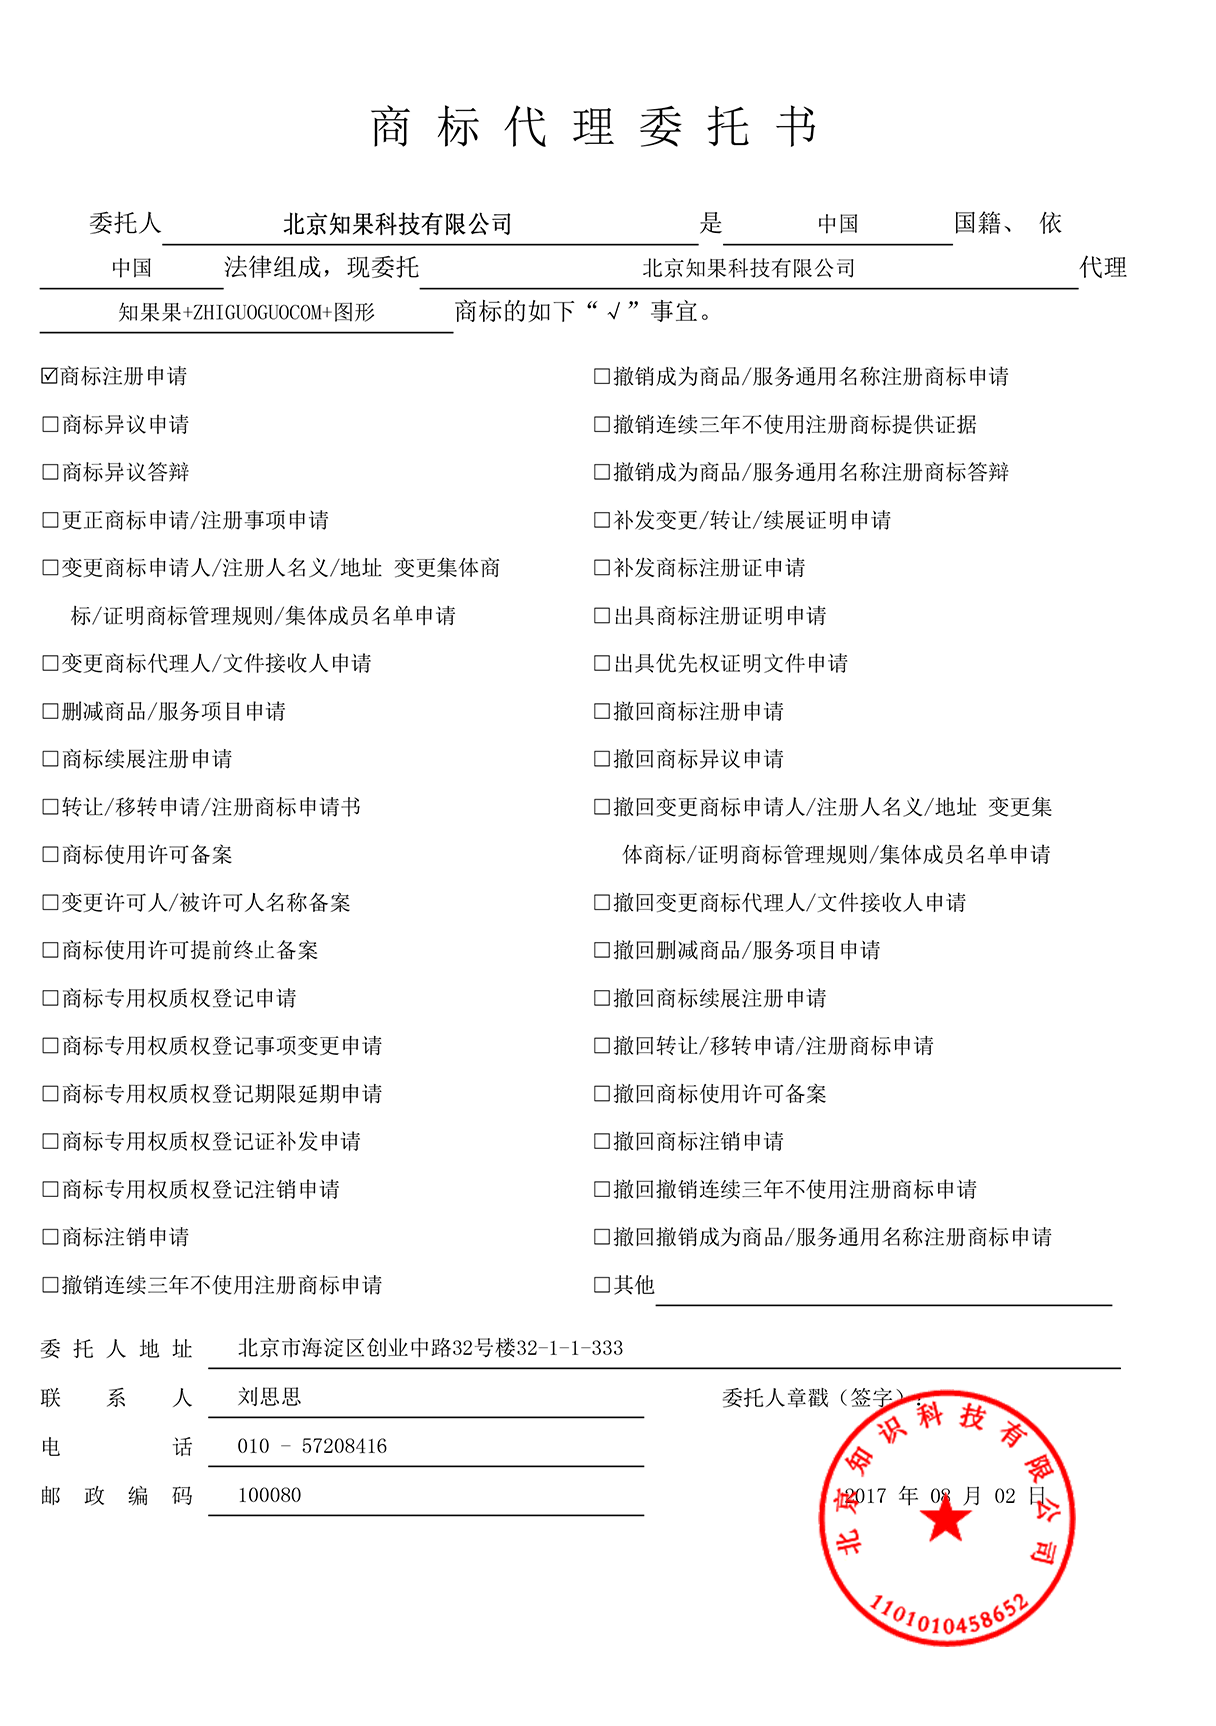 商标代理委托书
委托人 北京知果科技有限公司 是 中国 国籍、 依
中国 法律组成，现委托 北京知果科技有限公司 代理
知果果+ZHIGUOGUOCOM+图形 商标的如下“√”事宜。
☑商标注册申请
□商标异议申请
□商标异议答辩
□更正商标申请/注册事项申请
□变更商标申请人/注册人名义/地址 变更集体商
标/证明商标管理规则/集体成员名单申请
□变更商标代理人/文件接收人申请
□删减商品/服务项目申请
□商标续展注册申请
□转让/移转申请/注册商标申请书
□商标使用许可备案
□变更许可人/被许可人名称备案
□商标使用许可提前终止备案
□商标专用权质权登记申请
□商标专用权质权登记事项变更申请
□商标专用权质权登记期限延期申请
□商标专用权质权登记证补发申请
□商标专用权质权登记注销申请
□商标注销申请
□撤销连续三年不使用注册商标申请
□撤销成为商品/服务通用名称注册商标申请
□撤销连续三年不使用注册商标提供证据
□撤销成为商品/服务通用名称注册商标答辩
□补发变更/转让/续展证明申请
□补发商标注册证申请
□出具商标注册证明申请
□出具优先权证明文件申请
□撤回商标注册申请
□撤回商标异议申请
□撤回变更商标申请人/注册人名义/地址 变更集
体商标/证明商标管理规则/集体成员名单申请
□撤回变更商标代理人/文件接收人申请
□撤回删减商品/服务项目申请
□撤回商标续展注册申请
□撤回转让/移转申请/注册商标申请
□撤回商标使用许可备案
□撤回商标注销申请
□撤回撤销连续三年不使用注册商标申请
□撤回撤销成为商品/服务通用名称注册商标申请
□其他
委托人地址 北京市海淀区创业中路32号楼32-1-1-333
联系人 刘思思
电话 010 - 57208416
邮政编码 100080
委托人章戳（签字）：
2017 年 08 月 02 日
北京知识科技有限公司
1101010458652